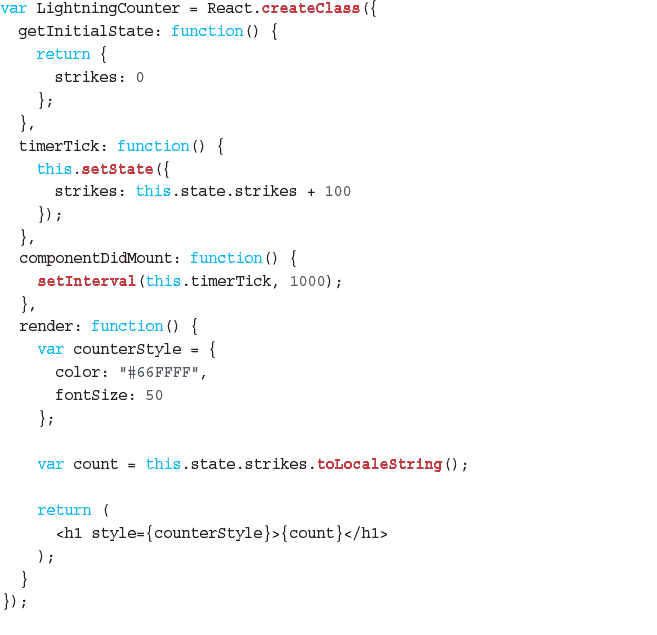 var LightningCounter = React.createClass({
  getInitialState: function() {
    return {
      strikes: 0
    };
  },
  timerTick: function() {
    this.setState({
      strikes: this.state.strikes + 100
    });
  },
  componentDidMount: function() {
    setInterval(this.timerTick, 1000);
  },
  render: function() {
    var counterStyle = {
      color: "#66FFFF",
      fontSize: 50
    };

    var count = this.state.strikes.toLocaleString();

    return (
      <h1 style={counterStyle}>{count}</h1>
    );
  }
});